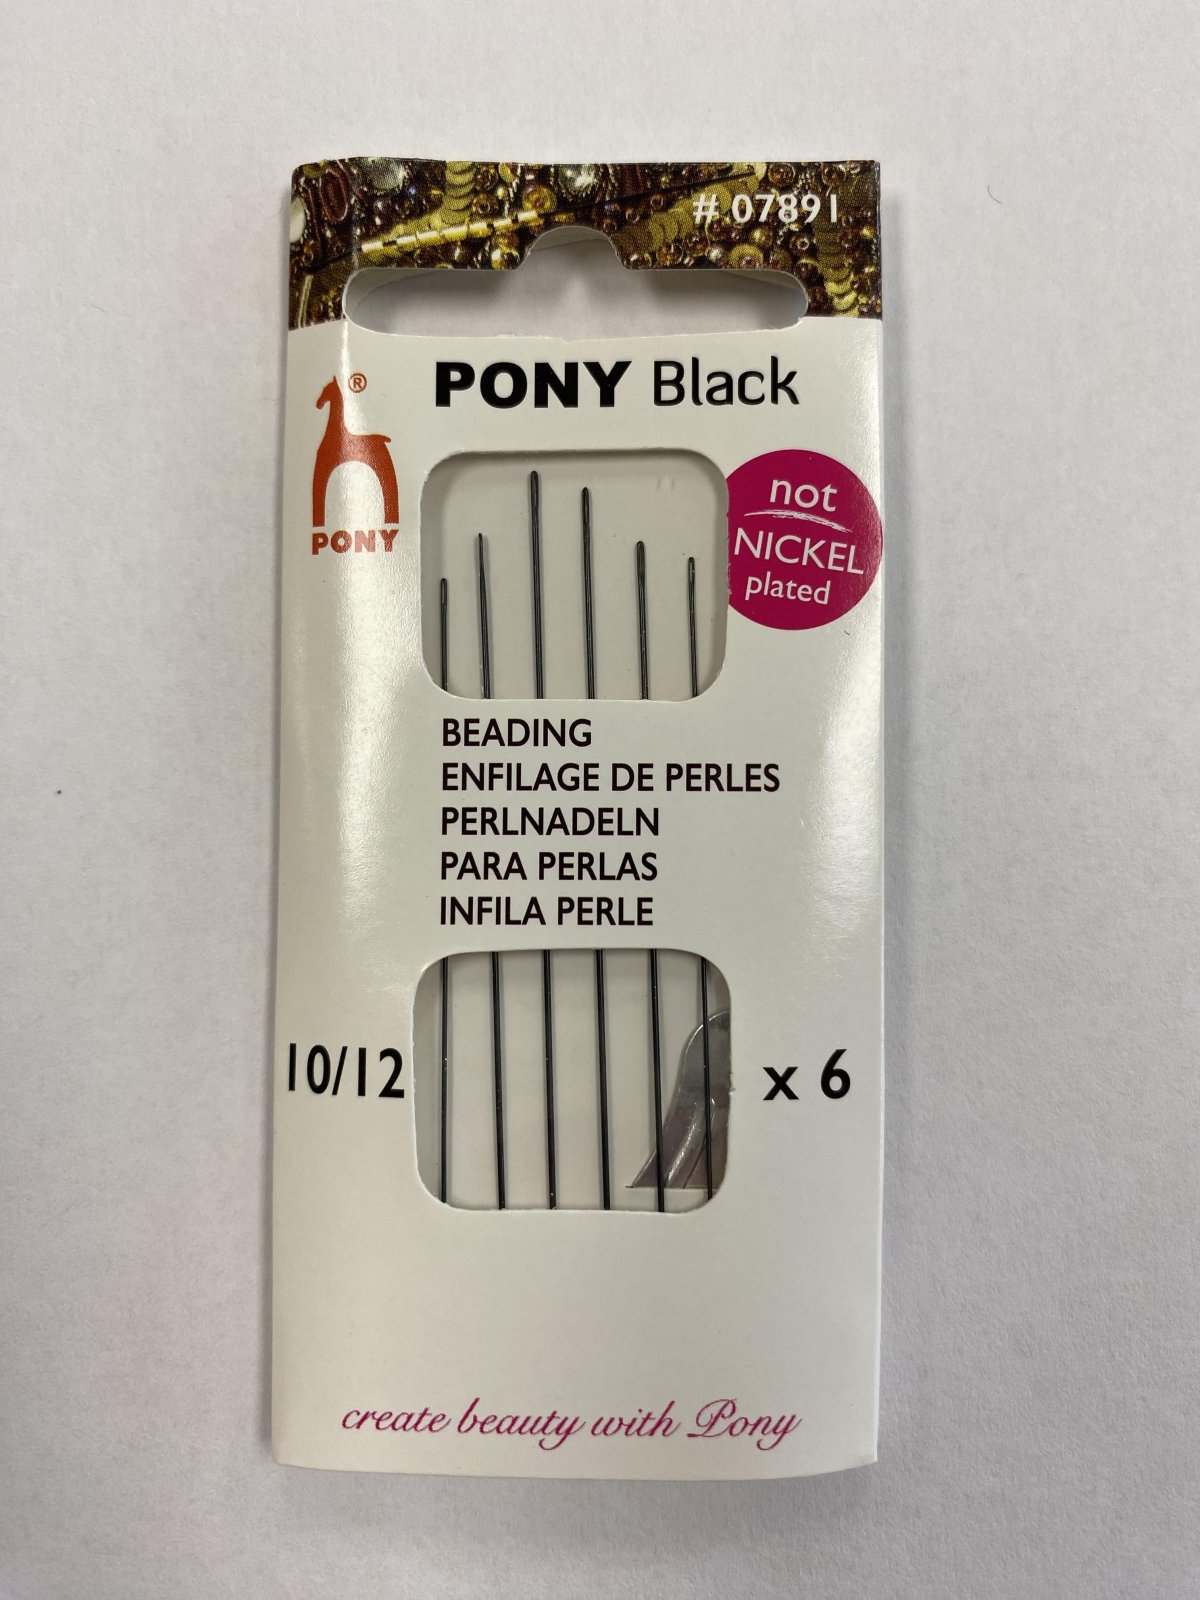 # 07891
PONY Black
®
PONY
not
NICKEL
plated
BEADING
ENFILAGE DE PERLES
PERLNADELN
PARA PERLAS
INFILA PERLE
10/12
x 6
create beauty with Pony